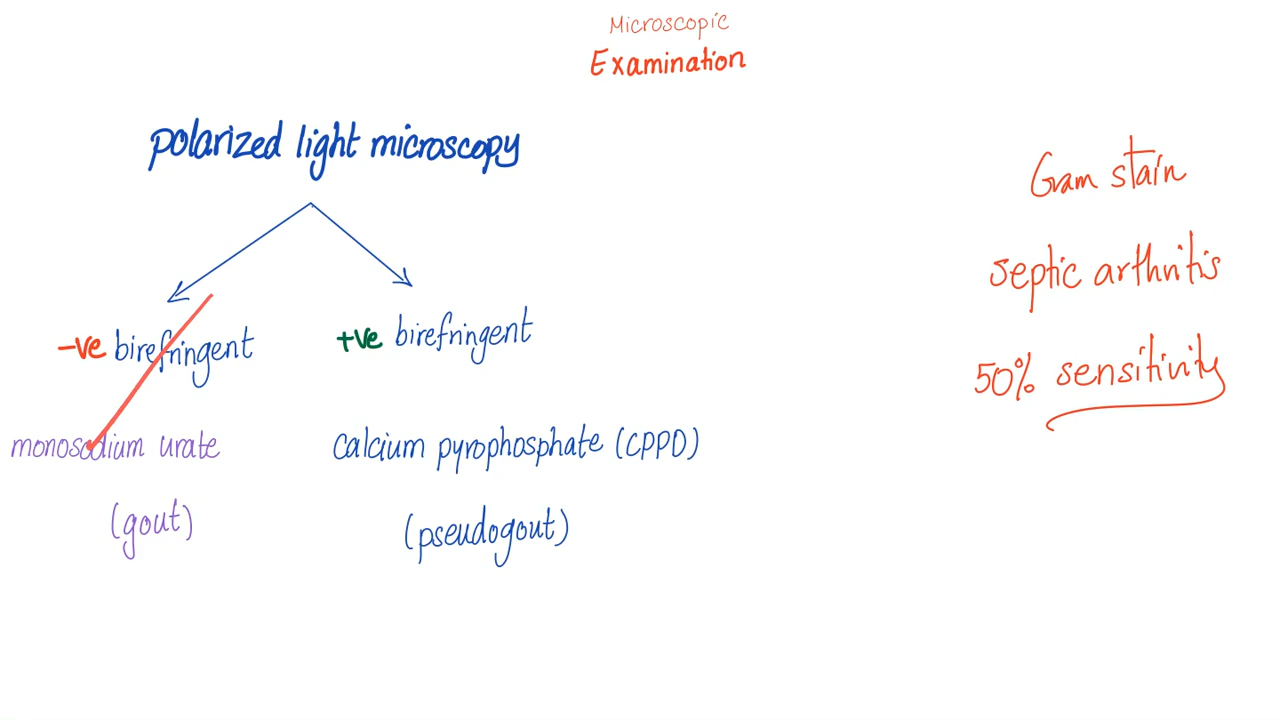 Microscopic
Examination
polarized light microscopy
-ve birefringent
+ve birefringent
monosodium urate
(gout)
calcium pyrophosphate (CPPD)
(pseudogout)
Gram stain
septic arthritis
50% sensitivity